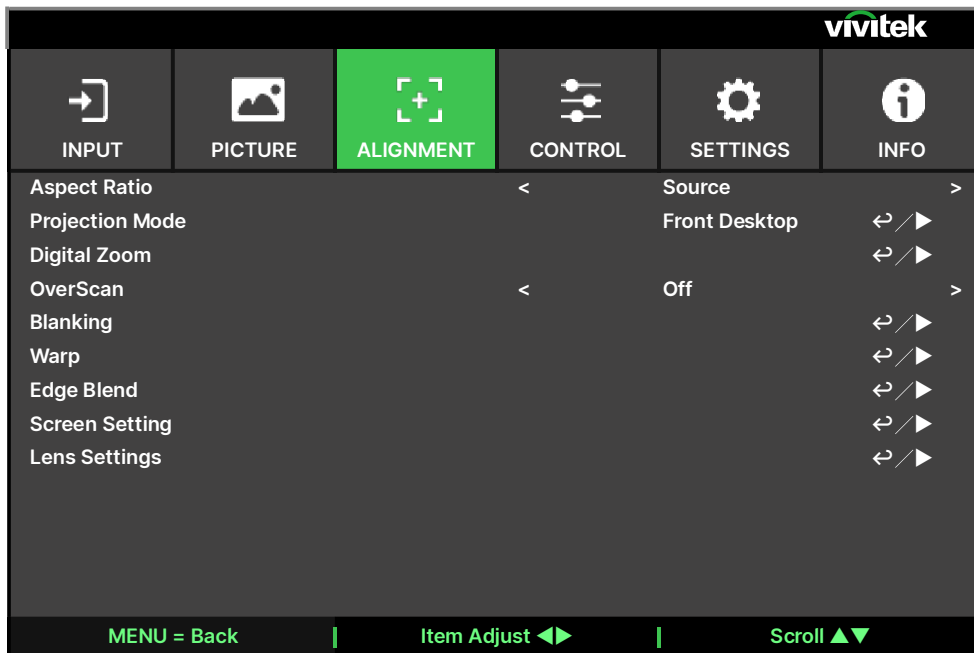 vivitek
INPUT PICTURE ALIGNMENT CONTROL SETTINGS INFO
Aspect Ratio < Source >
Projection Mode Front Desktop ↩/▶
Digital Zoom ↩/▶
OverScan < Off >
Blanking ↩/▶
Warp ↩/▶
Edge Blend ↩/▶
Screen Setting ↩/▶
Lens Settings ↩/▶
MENU = Back | Item Adjust ◀▶ | Scroll ▲▼